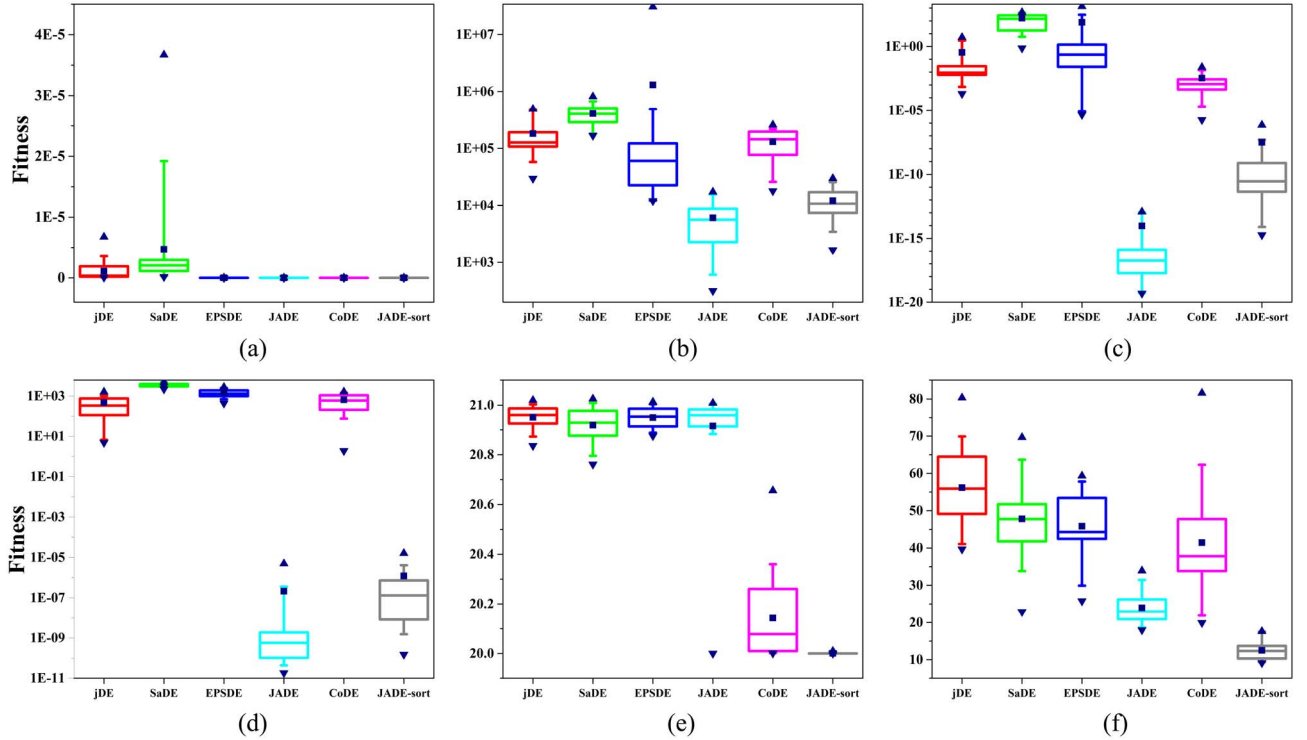 Fitness
4E-5
3E-5
2E-5
1E-5
0
jDE SaDE EPSDE JADE CoDE JADE-sort
(a)
1E+07
1E+06
1E+05
1E+04
1E+03
jDE SaDE EPSDE JADE CoDE JADE-sort
(b)
1E+00
1E-05
1E-10
1E-15
1E-20
jDE SaDE EPSDE JADE CoDE JADE-sort
(c)
Fitness
1E+03
1E+01
1E-01
1E-03
1E-05
1E-07
1E-09
1E-11
jDE SaDE EPSDE JADE CoDE JADE-sort
(d)
21.0
20.8
20.6
20.4
20.2
20.0
jDE SaDE EPSDE JADE CoDE JADE-sort
(e)
80
70
60
50
40
30
20
10
jDE SaDE EPSDE JADE CoDE JADE-sort
(f)